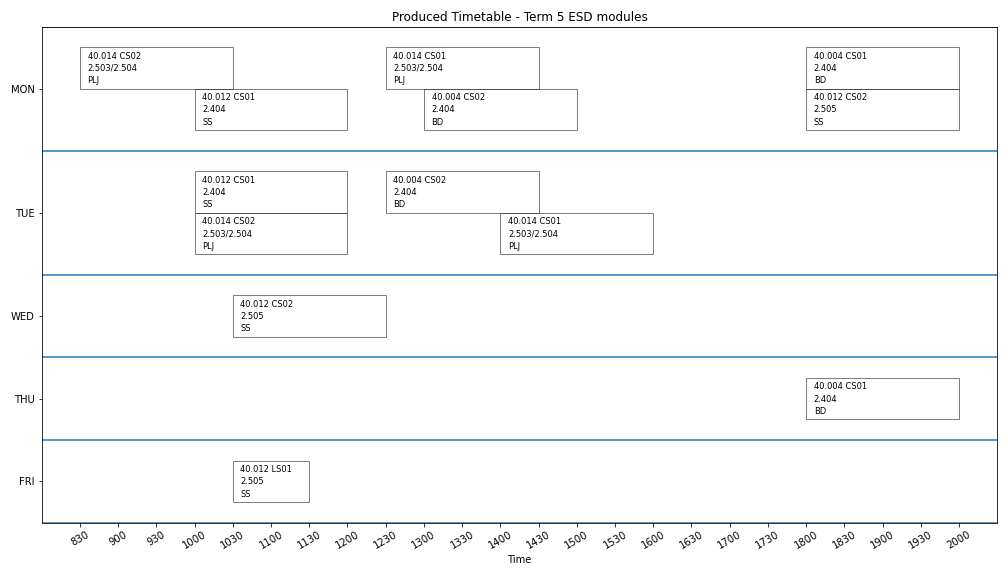 Produced Timetable - Term 5 ESD modules
MON
40.014 CS02
2.503/2.504
PLJ
40.012 CS01
2.404
SS
40.014 CS01
2.503/2.504
PLJ
40.004 CS02
2.404
BD
40.004 CS01
2.404
BD
40.012 CS02
2.505
SS
TUE
40.012 CS01
2.404
SS
40.014 CS02
2.503/2.504
PLJ
40.004 CS02
2.404
BD
40.014 CS01
2.503/2.504
PLJ
WED
40.012 CS02
2.505
SS
THU
40.004 CS01
2.404
BD
FRI
40.012 LS01
2.505
SS
830 900 930 1000 1030 1100 1130 1200 1230 1300 1330 1400 1430 1500 1530 1600 1630 1700 1730 1800 1830 1900 1930 2000
Time